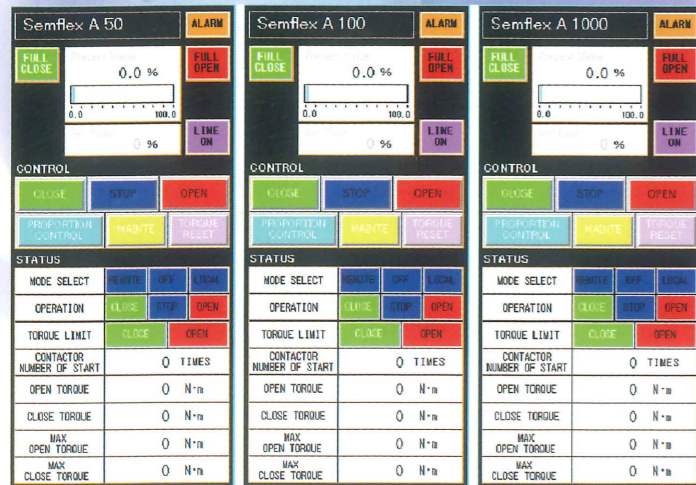 Semflex A 50
ALARM
FULL CLOSE
Present Value
0.0 %
FULL OPEN
0.0 100.0
0 %
LINE ON
CONTROL
CLOSE STOP OPEN
PROPORTION CONTROL MAINTE TORQUE RESET
STATUS
MODE SELECT REMOTE OFF LOCAL
OPERATION CLOSE STOP OPEN
TORQUE LIMIT CLOSE OPEN
CONTACTOR NUMBER OF START 0 TIMES
OPEN TORQUE 0 N·m
CLOSE TORQUE 0 N·m
MAX OPEN TORQUE 0 N·m
MAX CLOSE TORQUE 0 N·m
Semflex A 100
ALARM
FULL CLOSE
Present Value
0.0 %
FULL OPEN
0.0 100.0
0 %
LINE ON
CONTROL
CLOSE STOP OPEN
PROPORTION CONTROL MAINTE TORQUE RESET
STATUS
MODE SELECT REMOTE OFF LOCAL
OPERATION CLOSE STOP OPEN
TORQUE LIMIT CLOSE OPEN
CONTACTOR NUMBER OF START 0 TIMES
OPEN TORQUE 0 N·m
CLOSE TORQUE 0 N·m
MAX OPEN TORQUE 0 N·m
MAX CLOSE TORQUE 0 N·m
Semflex A 1000
ALARM
FULL CLOSE
Present Value
0.0 %
FULL OPEN
0.0 100.0
0 %
LINE ON
CONTROL
CLOSE STOP OPEN
PROPORTION CONTROL MAINTE TORQUE RESET
STATUS
MODE SELECT REMOTE OFF LOCAL
OPERATION CLOSE STOP OPEN
TORQUE LIMIT CLOSE OPEN
CONTACTOR NUMBER OF START 0 TIMES
OPEN TORQUE 0 N·m
CLOSE TORQUE 0 N·m
MAX OPEN TORQUE 0 N·m
MAX CLOSE TORQUE 0 N·m